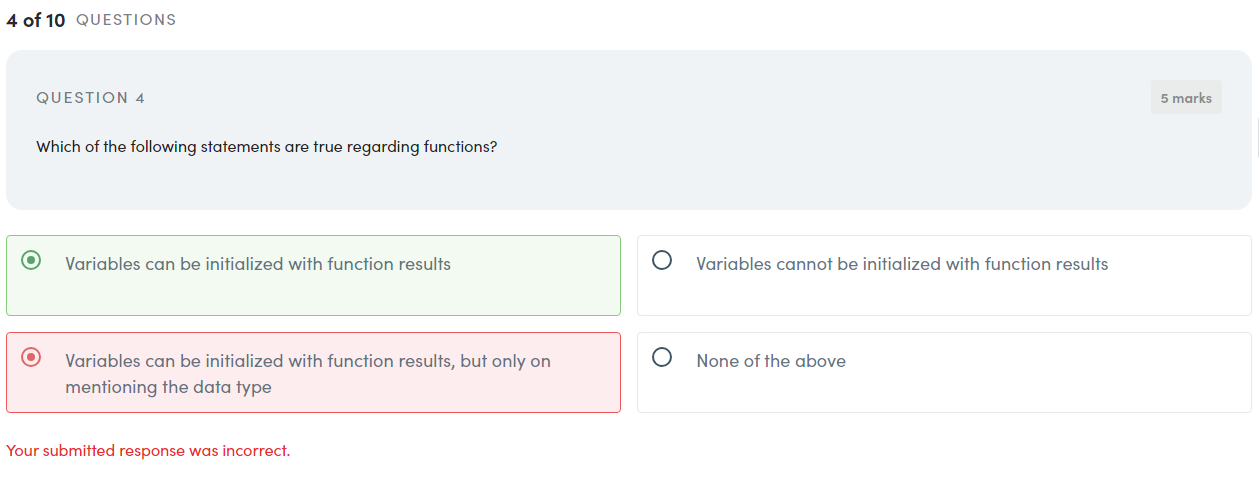 4 of 10 QUESTIONS
QUESTION 4
5 marks
Which of the following statements are true regarding functions?
Variables can be initialized with function results
Variables cannot be initialized with function results
Variables can be initialized with function results, but only on
mentioning the data type
None of the above
Your submitted response was incorrect.